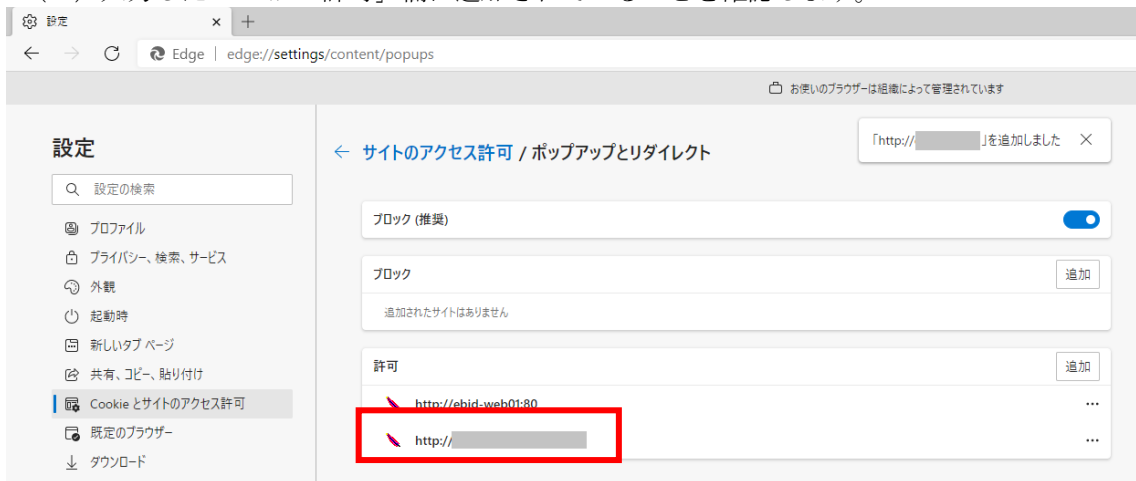 設定
Edge | edge://settings/content/popups
お使いのブラウザーは組織によって管理されています
設定
設定の検索
プロファイル
プライバシー、検索、サービス
外観
起動時
新しいタブ ページ
共有、コピー、貼り付け
Cookie とサイトのアクセス許可
既定のブラウザー
ダウンロード
サイトのアクセス許可 / ポップアップとリダイレクト
「http:// 」を追加しました
ブロック (推奨)
ブロック
追加
追加されたサイトはありません
許可
追加
http://ebid-web01:80
http://